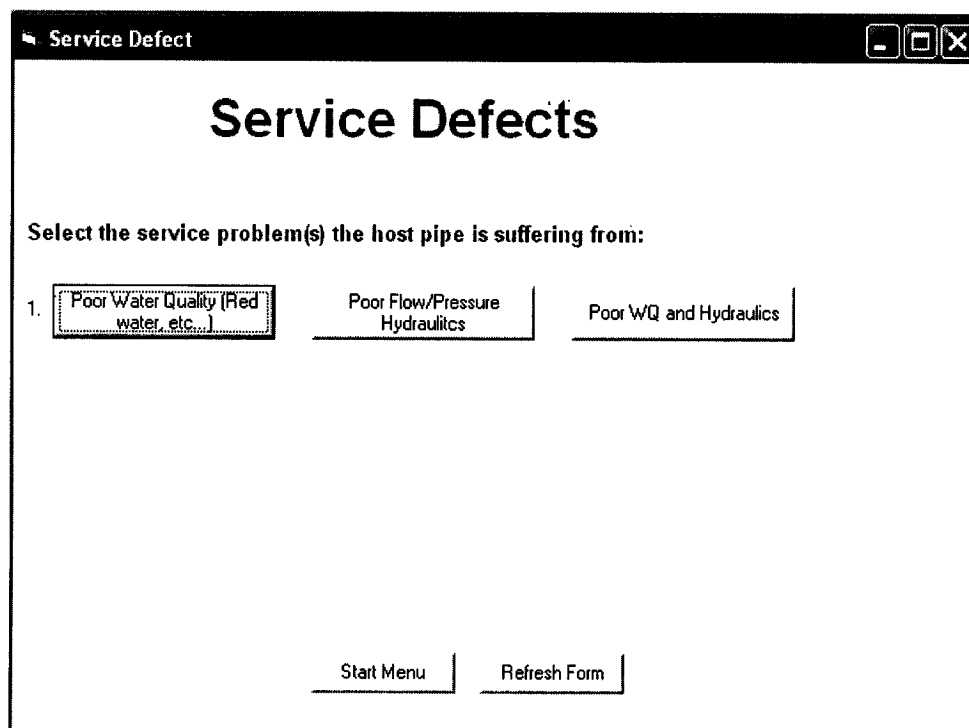 Service Defect
Service Defects
Select the service problem(s) the host pipe is suffering from:
1.
Poor Water Quality (Red
water, etc...)
Poor Flow/Pressure
Hydraulitcs
Poor WQ and Hydraulics
Start Menu
Refresh Form